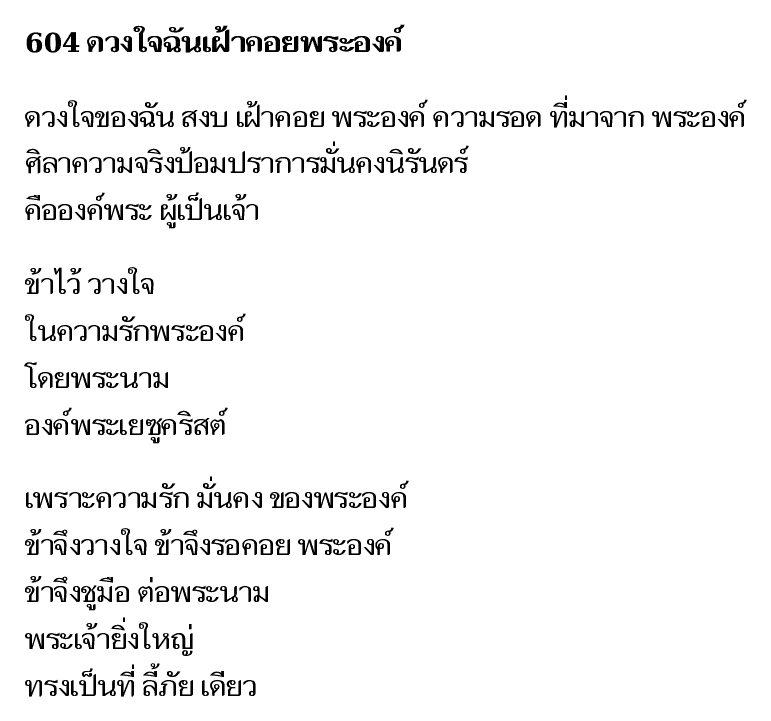 604 ดวงใจฉันเฝ้าคอยพระองค์
ดวงใจของฉัน สงบ เฝ้าคอย พระองค์ ความรอด ที่มาจาก พระองค์
ศิลาความจริงป้อมปราการมั่นคงนิรันดร์
คือองค์พระ ผู้เป็นเจ้า
ข้าไว้ วางใจ
ในความรักพระองค์
โดยพระนาม
องค์พระเยซูคริสต์
เพราะความรัก มั่นคง ของพระองค์
ข้าจึงวางใจ ข้าจึงรอคอย พระองค์
ข้าจึงชูมือ ต่อพระนาม
พระเจ้ายิ่งใหญ่
ทรงเป็นที่ ลี้ภัย เดียว